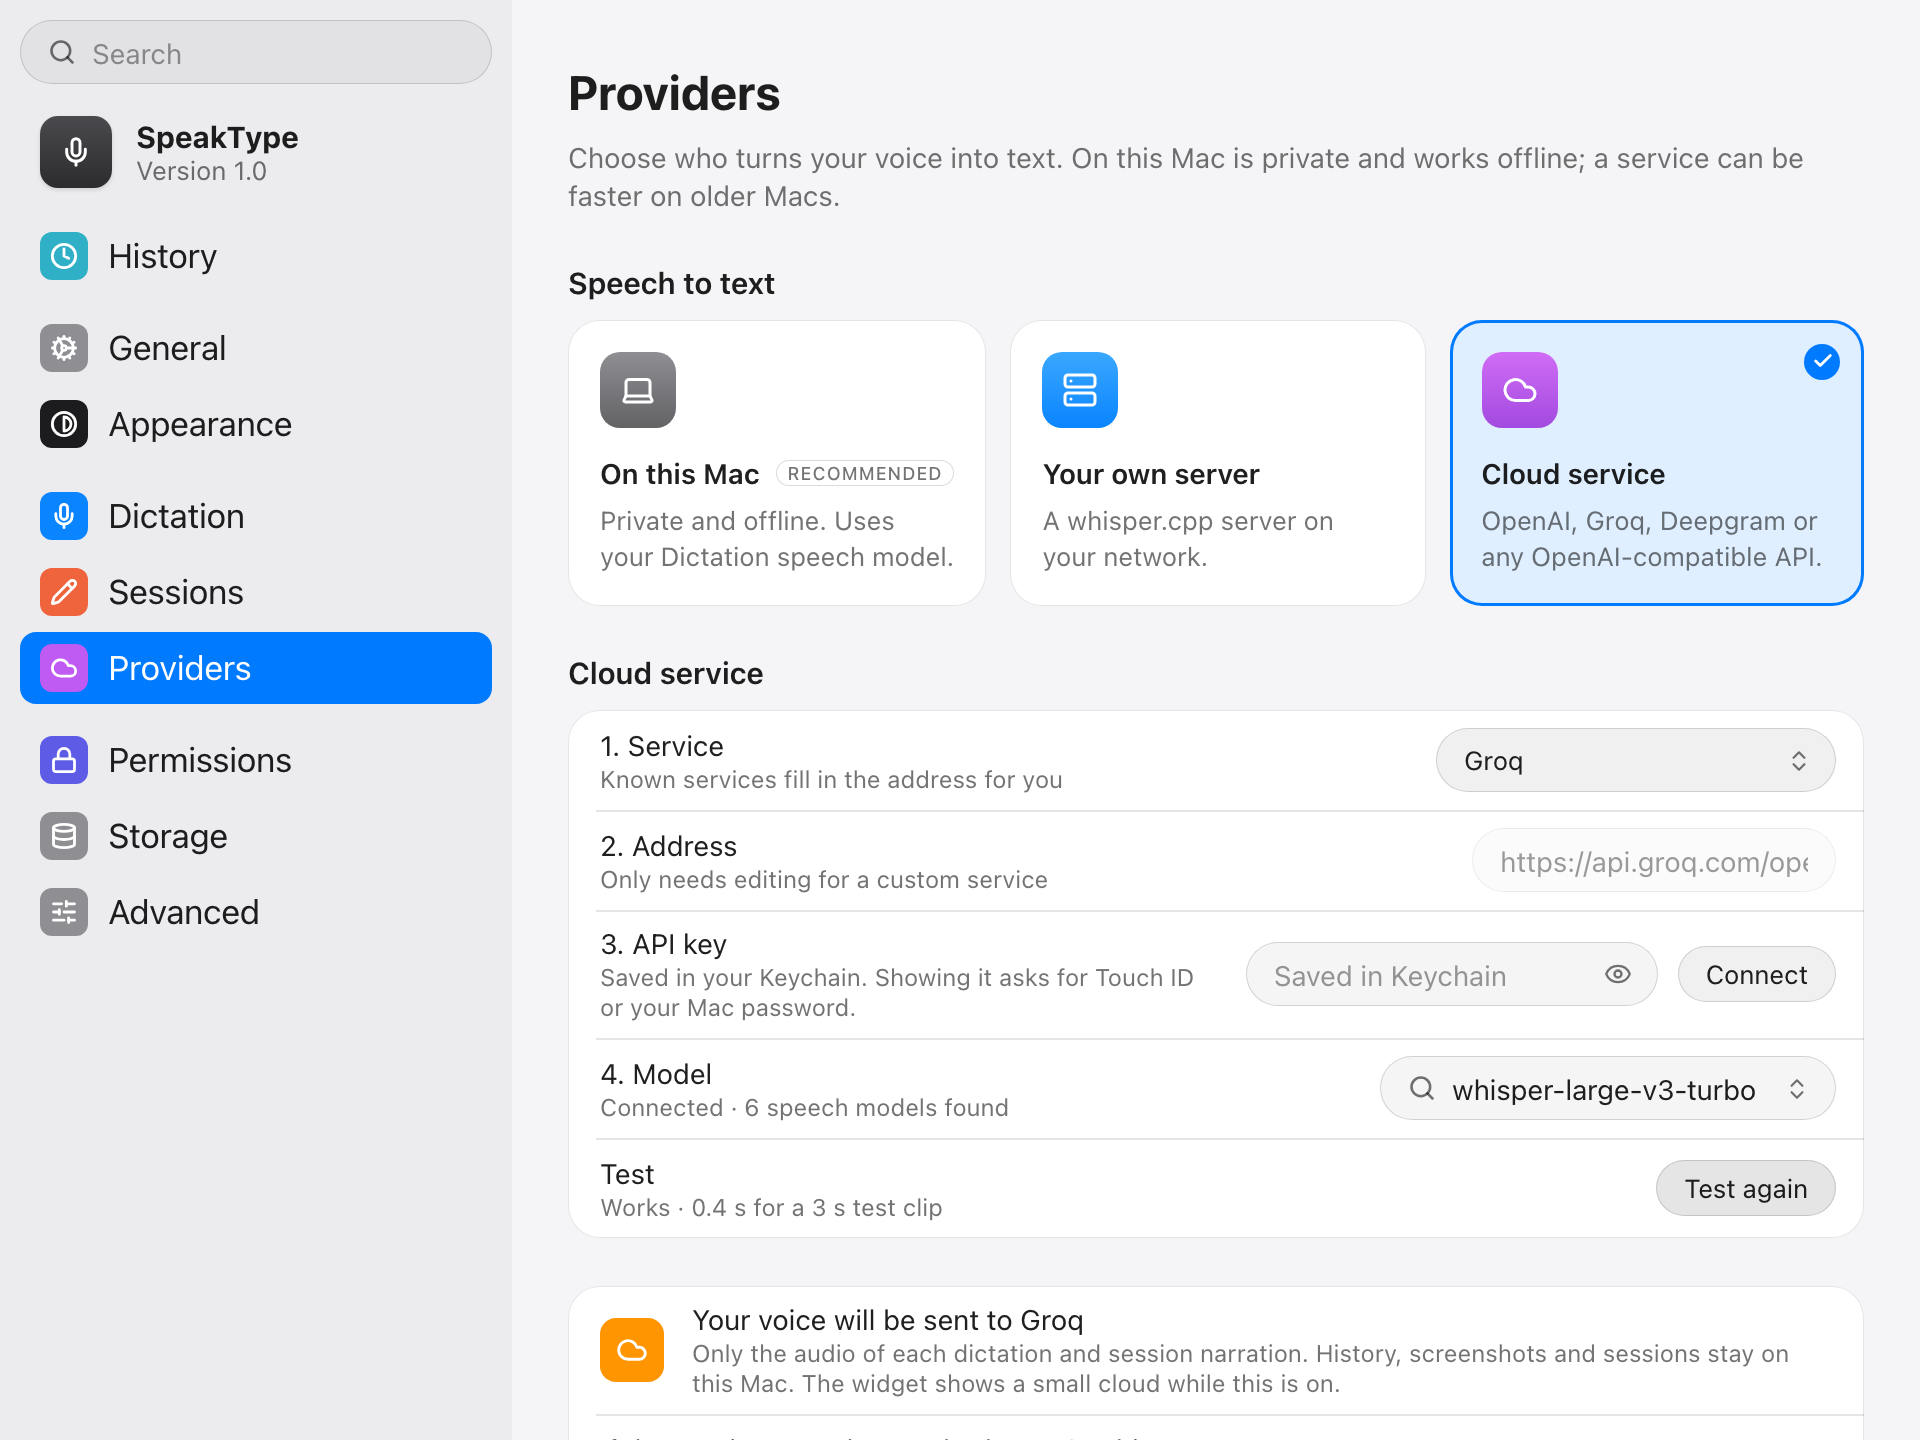 Search
SpeakType
Version 1.0
History
General
Appearance
Dictation
Sessions
Providers
Permissions
Storage
Advanced
Providers
Choose who turns your voice into text. On this Mac is private and works offline; a service can be
faster on older Macs.
Speech to text
On this Mac RECOMMENDED
Private and offline. Uses
your Dictation speech model.
Your own server
A whisper.cpp server on
your network.
Cloud service
OpenAI, Groq, Deepgram or
any OpenAI-compatible API.
Cloud service
1. Service
Known services fill in the address for you
Groq
2. Address
Only needs editing for a custom service
https://api.groq.com/ope
3. API key
Saved in your Keychain. Showing it asks for Touch ID
or your Mac password.
Saved in Keychain
Connect
4. Model
Connected · 6 speech models found
whisper-large-v3-turbo
Test
Works · 0.4 s for a 3 s test clip
Test again
Your voice will be sent to Groq
Only the audio of each dictation and session narration. History, screenshots and sessions stay on
this Mac. The widget shows a small cloud while this is on.